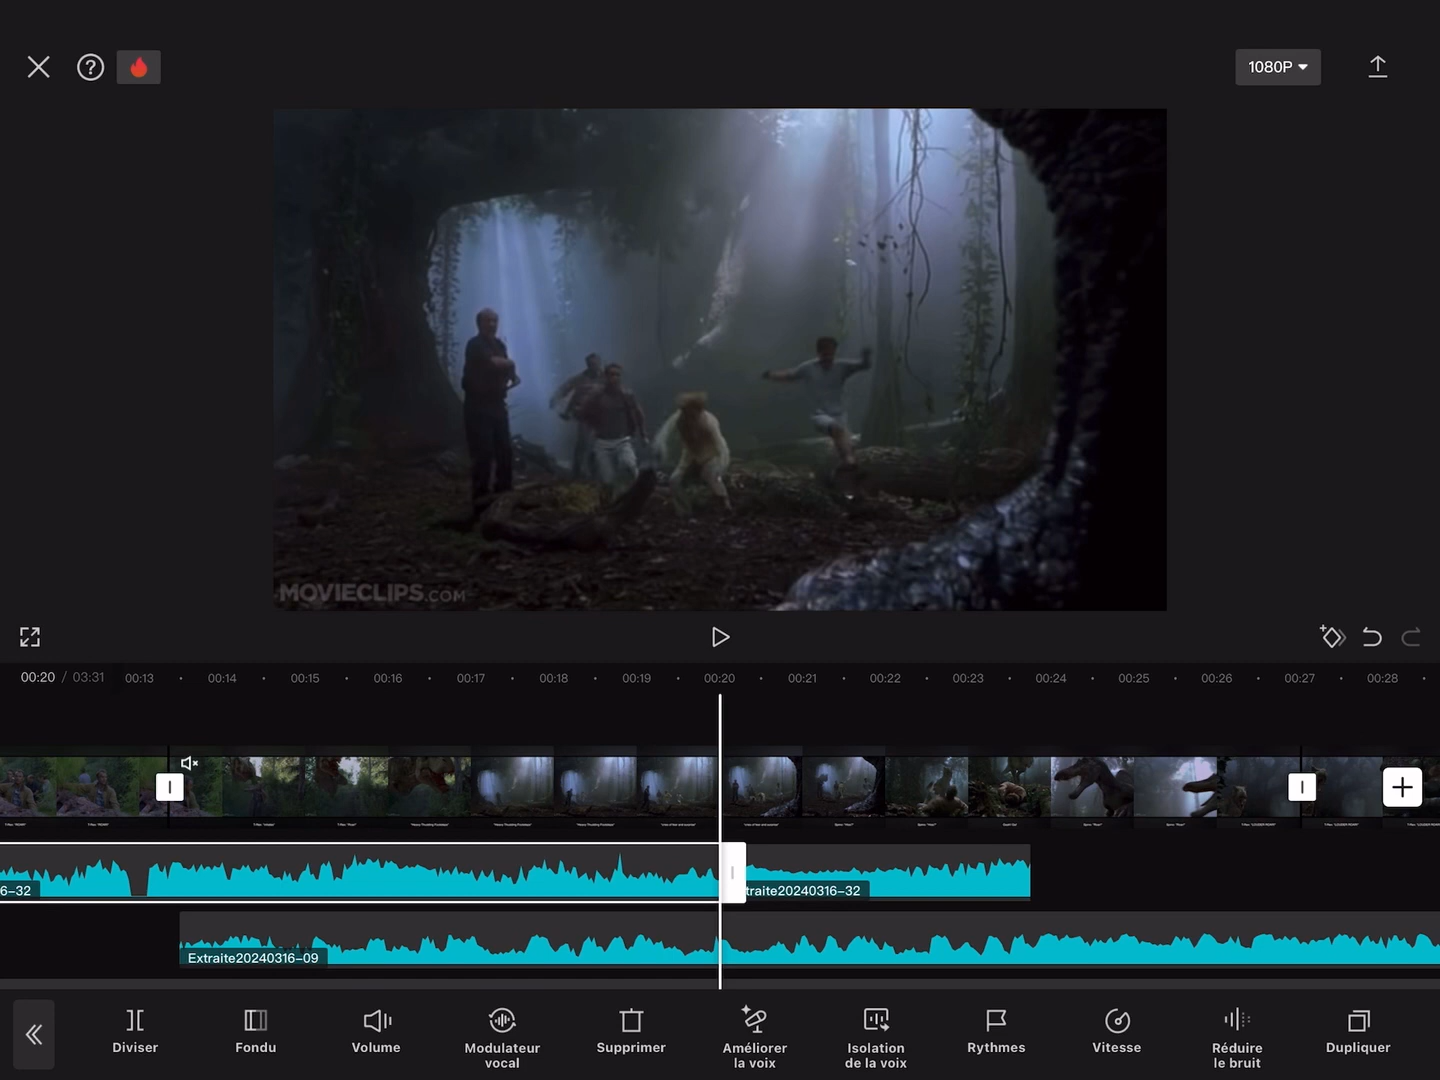 1080P
MOVIECLIPS.COM
00:20 / 03:31 00:13 00:14 00:15 00:16 00:17 00:18 00:19 00:20 00:21 00:22 00:23 00:24 00:25 00:26 00:27 00:28
6-32
traite20240316-32
Extraite20240316-09
Diviser
Fondu
Volume
Modulateur
vocal
Supprimer
Améliorer
la voix
Isolation
de la voix
Rythmes
Vitesse
Réduire
le bruit
Dupliquer